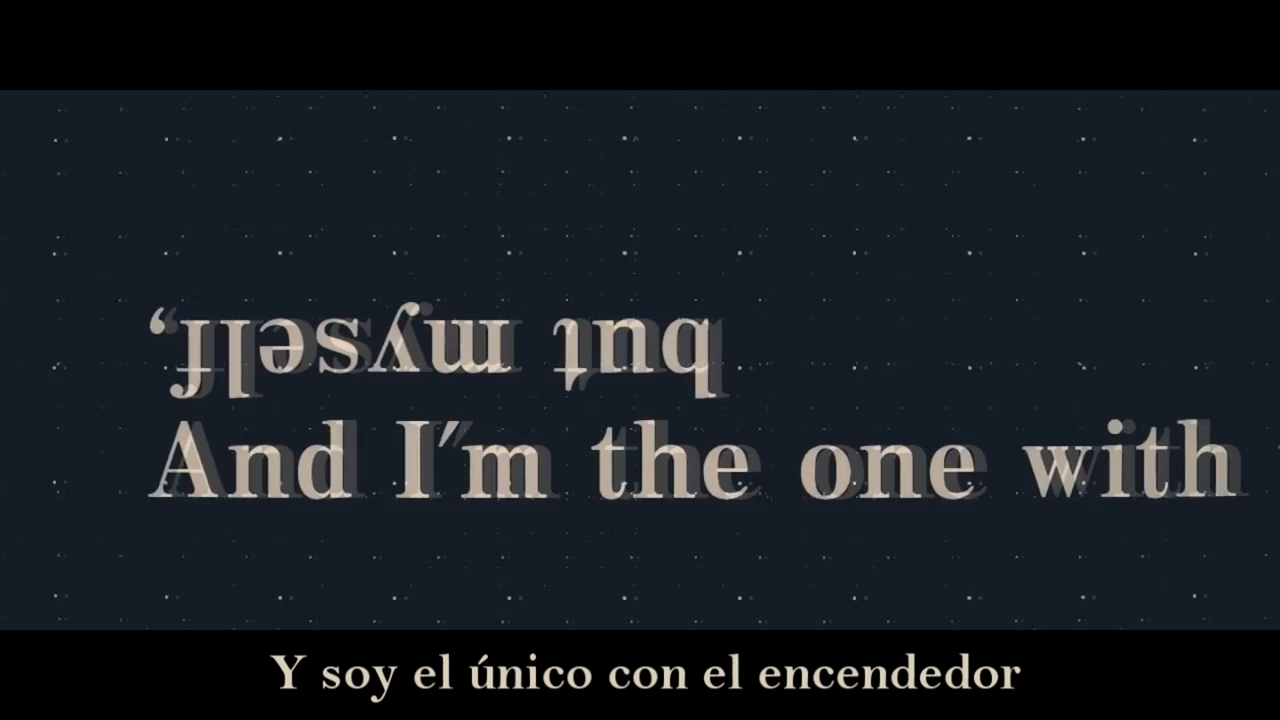 but myself,
And I'm the one with
Y soy el único con el encendedor